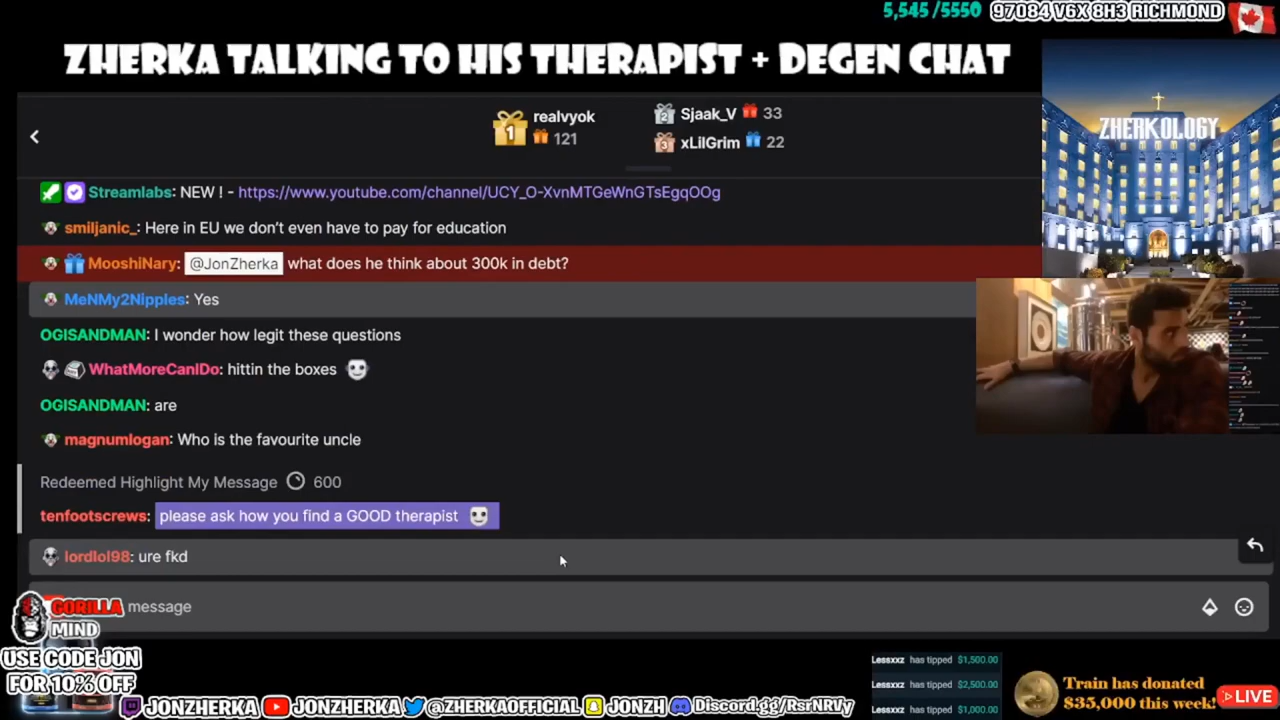 5,545 /5550 97084 V6X 8H3 RICHMOND
ZHERKA TALKING TO HIS THERAPIST + DEGEN CHAT
ZHERKOLOGY
1 realvyok 121
2 Sjaak_V 33
3 xLilGrim 22
Streamlabs: NEW ! - https://www.youtube.com/channel/UCY_O-XvnMTGeWnGTsEgqOOg
smiljanic_: Here in EU we don't even have to pay for education
MooshiNary: @JonZherka what does he think about 300k in debt?
MeNMy2Nipples: Yes
OGISANDMAN: I wonder how legit these questions
WhatMoreCanIDo: hittin the boxes
OGISANDMAN: are
magnumlogan: Who is the favourite uncle
Redeemed Highlight My Message 600
tenfootscrews: please ask how you find a GOOD therapist
lordlol98: ure fkd
message
GORILLA
MIND
USE CODE JON
FOR 10% OFF
JONZHERKA JONZHERKA @ZHERKAOFFICIAL JONZH Discord.gg/RsrNRVy
Lessxxz has tipped $1,500.00
Lessxxz has tipped $2,500.00
Lessxxz has tipped $1,000.00
Train has donated
$35,000 this week!
LIVE